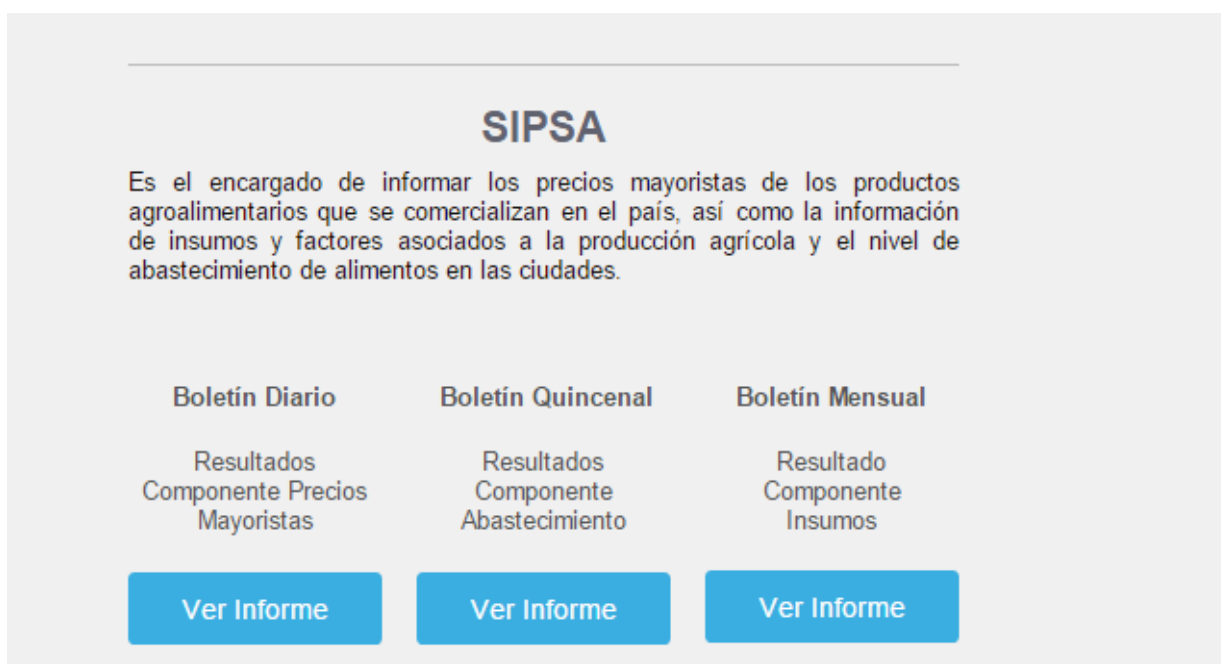 SIPSA
Es el encargado de informar los precios mayoristas de los productos
agroalimentarios que se comercializan en el país, así como la información
de insumos y factores asociados a la producción agrícola y el nivel de
abastecimiento de alimentos en las ciudades.
Boletín Diario
Resultados
Componente Precios
Mayoristas
Ver Informe
Boletín Quincenal
Resultados
Componente
Abastecimiento
Ver Informe
Boletín Mensual
Resultado
Componente
Insumos
Ver Informe